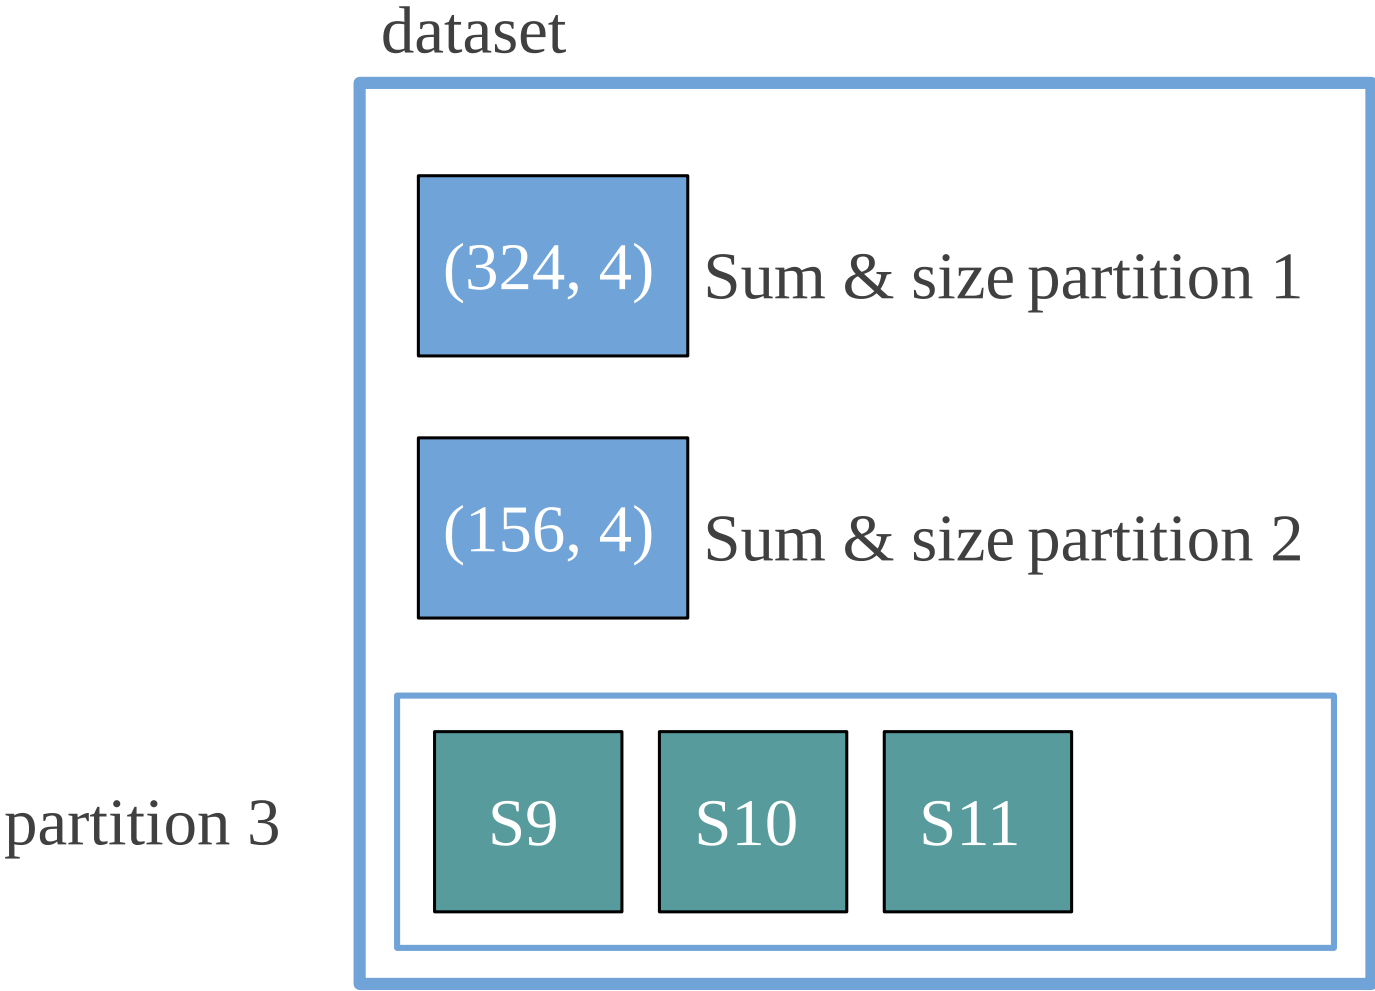 dataset
(324, 4) Sum & size partition 1
(156, 4) Sum & size partition 2
partition 3 S9 S10 S11